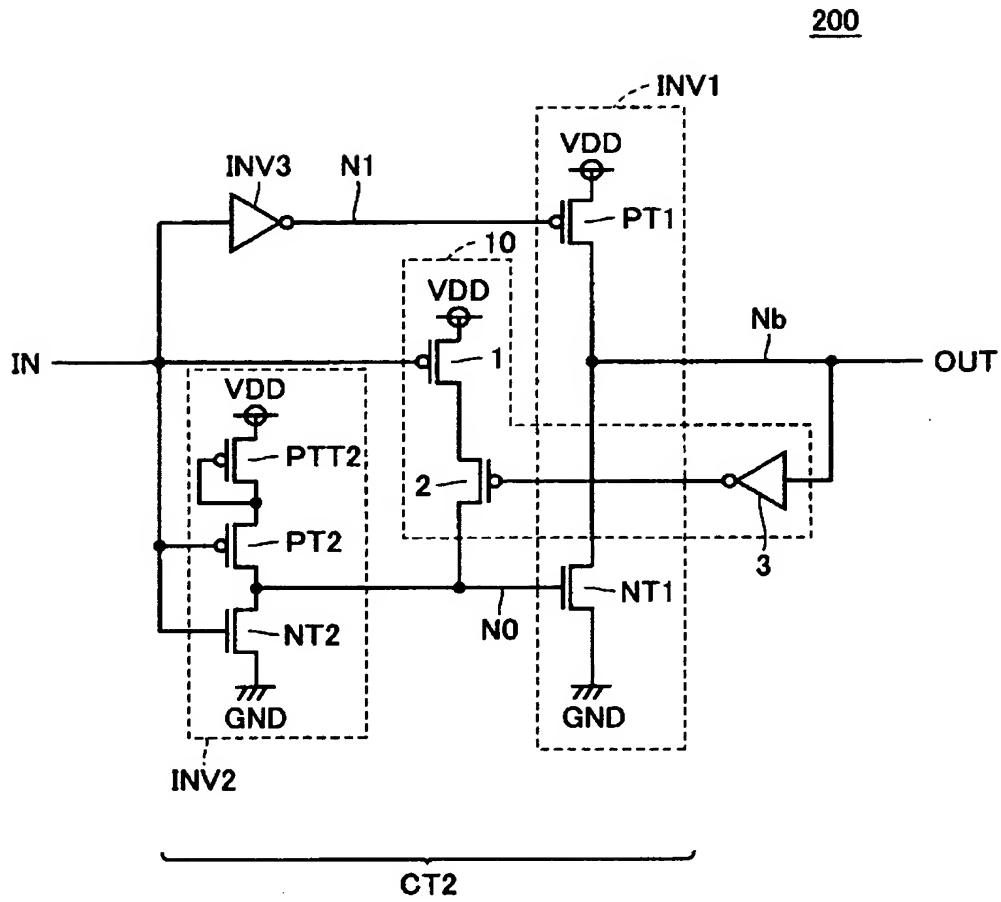 200
INV1
VDD
INV3
N1
PT1
10
VDD
Nb
IN
1
OUT
VDD
PTT2
2
PT2
3
NT1
N0
NT2
GND
GND
INV2
CT2